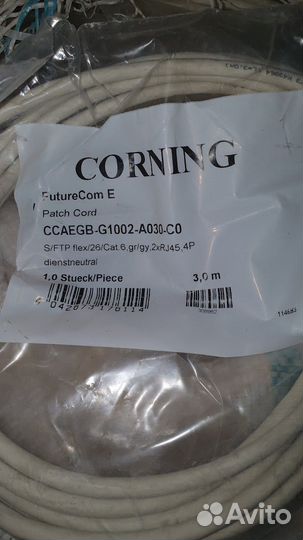 CORNING
FutureCom E
Patch Cord
CCAEGB-G1002-A030-C0
S/FTP flex/26/Cat.6,gr/gy,2xRJ45,4P
dienstneutral
1,0 Stueck/Piece 3,0 m
114683
Avito